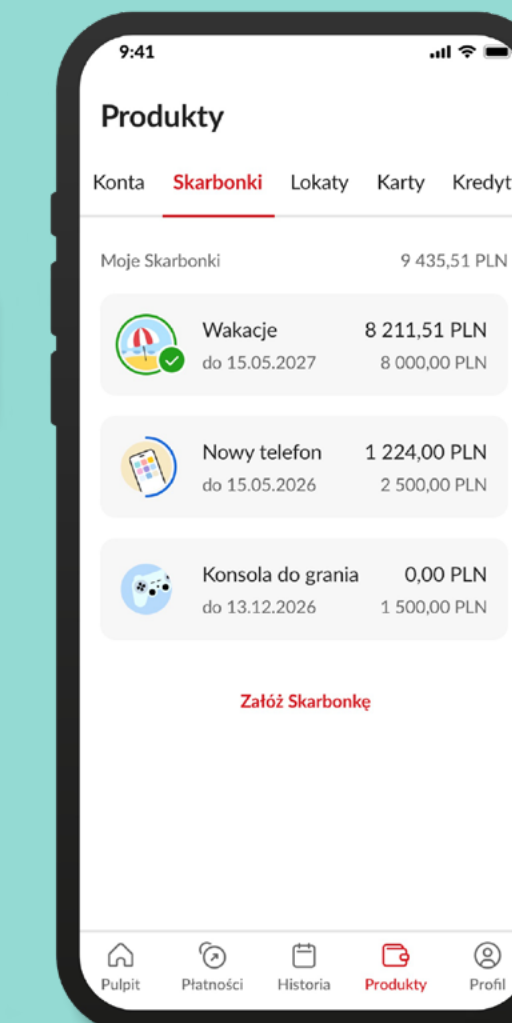 9:41
Produkty
Konta Skarbonki Lokaty Karty Kredyt
Moje Skarbonki 9 435,51 PLN
Wakacje 8 211,51 PLN
do 15.05.2027 8 000,00 PLN
Nowy telefon 1 224,00 PLN
do 15.05.2026 2 500,00 PLN
Konsola do grania 0,00 PLN
do 13.12.2026 1 500,00 PLN
Załóż Skarbonkę
Pulpit Płatności Historia Produkty Profil